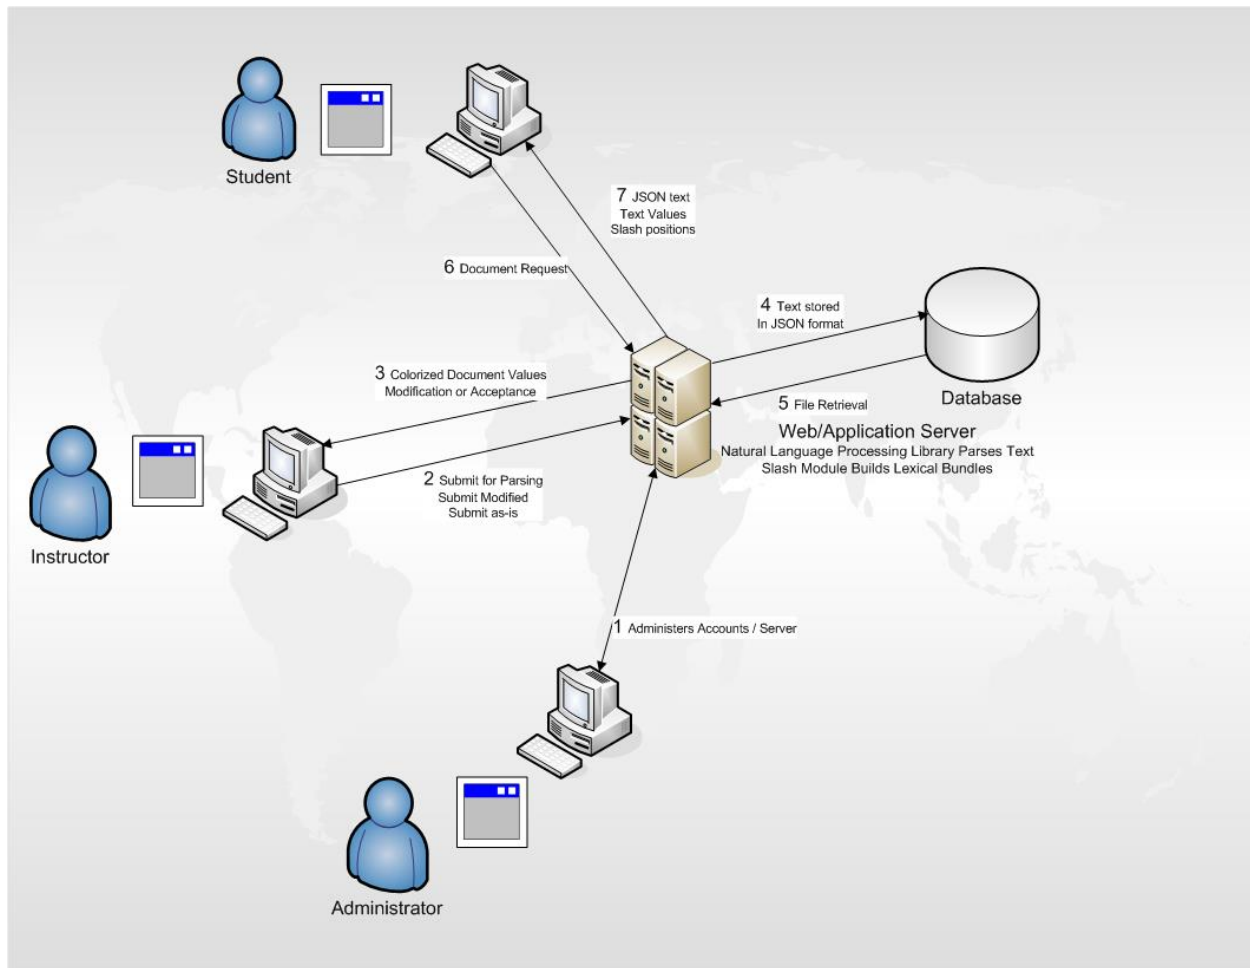 Student
7 JSON text
Text Values
Slash positions
6 Document Request
4 Text stored
In JSON format
3 Colorized Document Values
Modification or Acceptance
Database
5 File Retrieval
Web/Application Server
Natural Language Processing Library Parses Text
Slash Module Builds Lexical Bundles
2 Submit for Parsing
Submit Modified
Submit as-is
Instructor
1 Administers Accounts / Server
Administrator